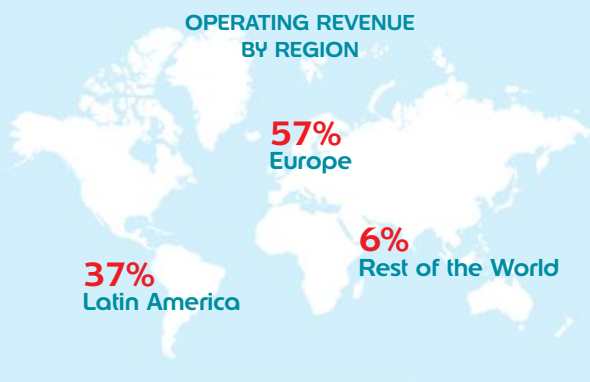 OPERATING REVENUE
BY REGION
57%
Europe
6%
Rest of the World
37%
Latin America